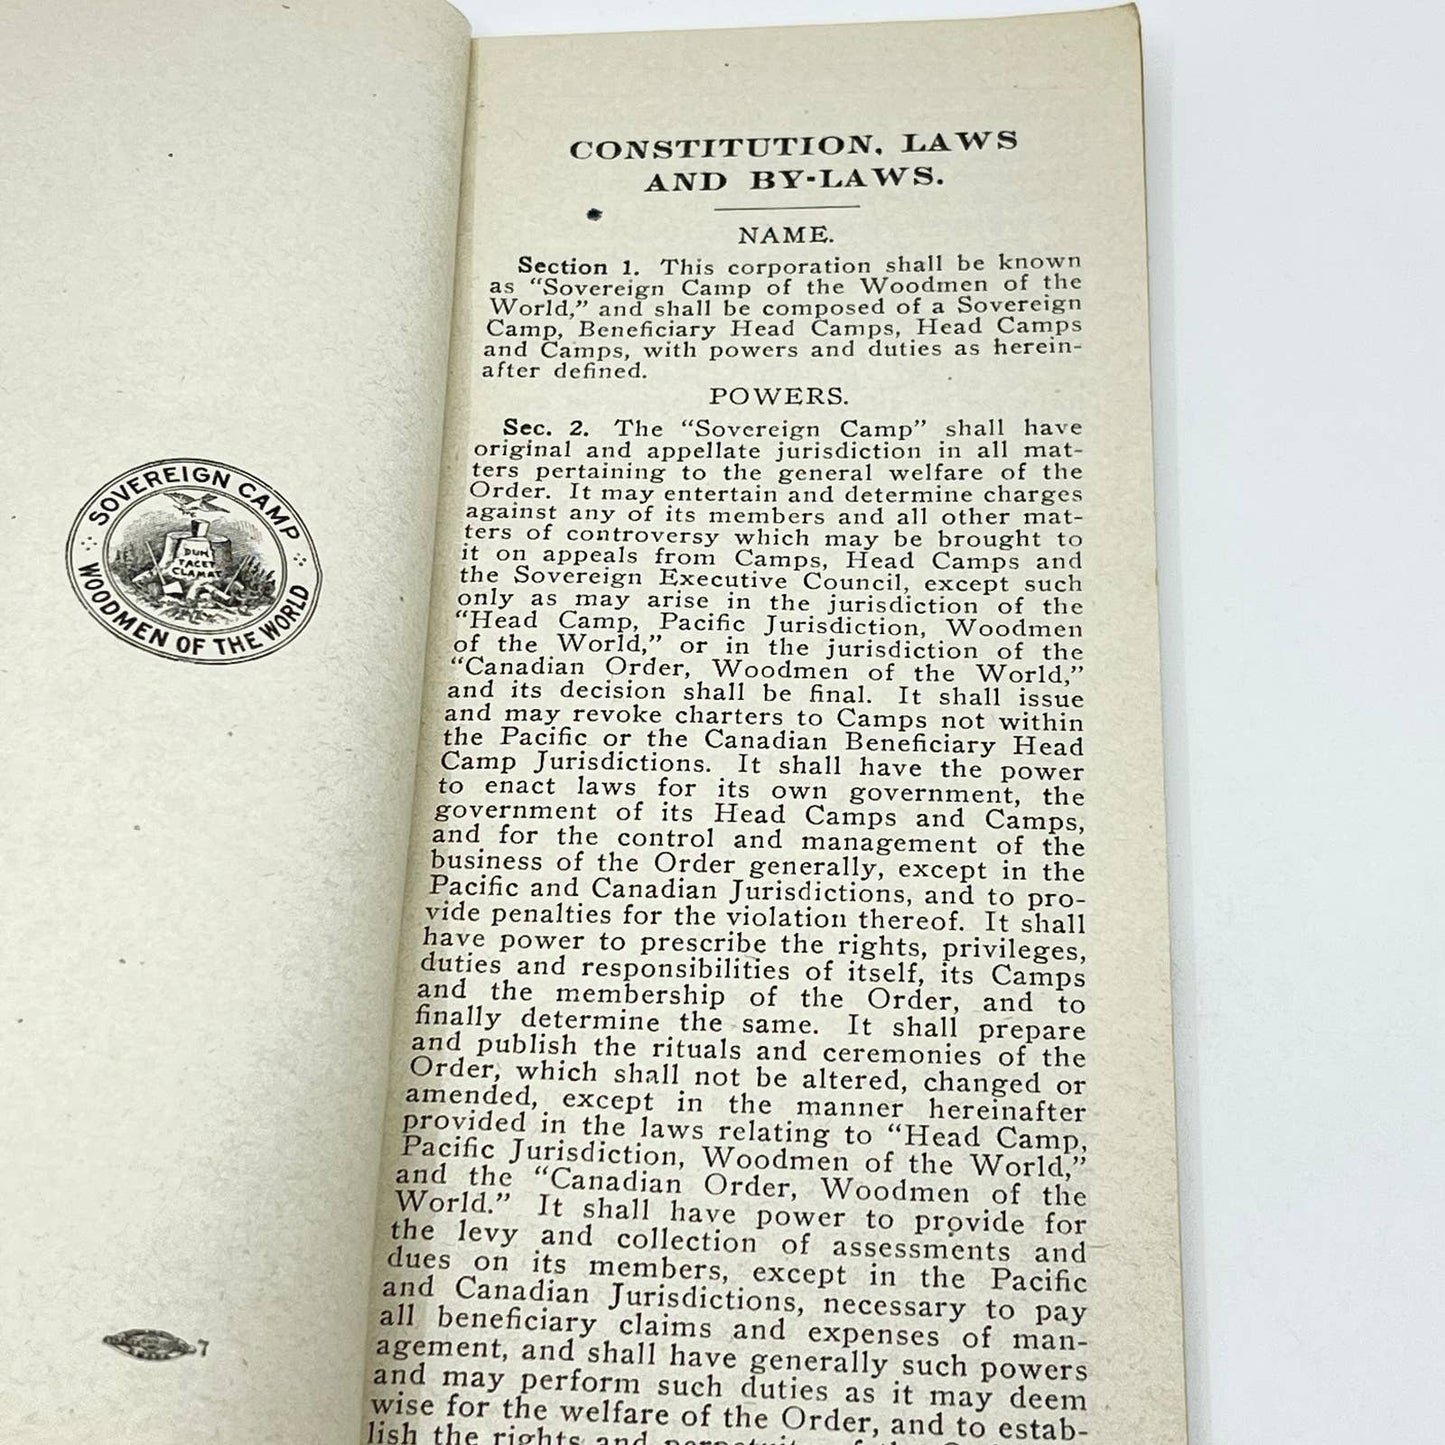 SOVEREIGN CAMP
DUM
TACET
CLAMAT
WOODMEN OF THE WORLD
7
CONSTITUTION, LAWS
AND BY-LAWS.
NAME.
Section 1. This corporation shall be known
as "Sovereign Camp of the Woodmen of the
World," and shall be composed of a Sovereign
Camp, Beneficiary Head Camps, Head Camps
and Camps, with powers and duties as herein-
after defined.
POWERS.
Sec. 2. The "Sovereign Camp" shall have
original and appellate jurisdiction in all mat-
ters pertaining to the general welfare of the
Order. It may entertain and determine charges
against any of its members and all other mat-
ters of controversy which may be brought to
it on appeals from Camps, Head Camps and
the Sovereign Executive Council, except such
only as may arise in the jurisdiction of the
"Head Camp, Pacific Jurisdiction, Woodmen
of the World," or in the jurisdiction of the
"Canadian Order, Woodmen of the World,"
and its decision shall be final. It shall issue
and may revoke charters to Camps not within
the Pacific or the Canadian Beneficiary Head
Camp Jurisdictions. It shall have the power
to enact laws for its own government, the
government of its Head Camps and Camps,
and for the control and management of the
business of the Order generally, except in the
Pacific and Canadian Jurisdictions, and to pro-
vide penalties for the violation thereof. It shall
have power to prescribe the rights, privileges,
duties and responsibilities of itself, its Camps
and the membership of the Order, and to
finally determine the same. It shall prepare
and publish the rituals and ceremonies of the
Order, which shall not be altered, changed or
amended, except in the manner hereinafter
provided in the laws relating to "Head Camp,
Pacific Jurisdiction, Woodmen of the World,"
and the "Canadian Order, Woodmen of the
World." It shall have power to provide for
the levy and collection of assessments and
dues on its members, except in the Pacific
and Canadian Jurisdictions, necessary to pay
all beneficiary claims and expenses of man-
agement, and shall have generally such powers
and may perform such duties as it may deem
wise for the welfare of the Order, and to estab-
lish the rights and